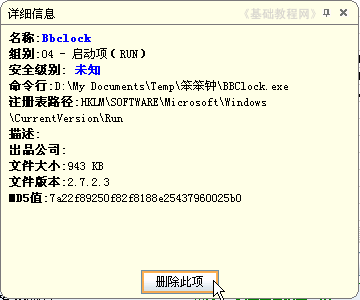 详细信息 《基础教程网》
名称:Bbclock
组别:04 - 启动项（RUN）
安全级别: 未知
命令行:D:\My Documents\Temp\笨笨钟\BBClock.exe
注册表路径:HKLM\SOFTWARE\Microsoft\Windows
\CurrentVersion\Run
描述:
出品公司:
文件大小:943 KB
文件版本:2.7.2.3
MD5值:7a22f89250f82f8188e25437960025b0
删除此项